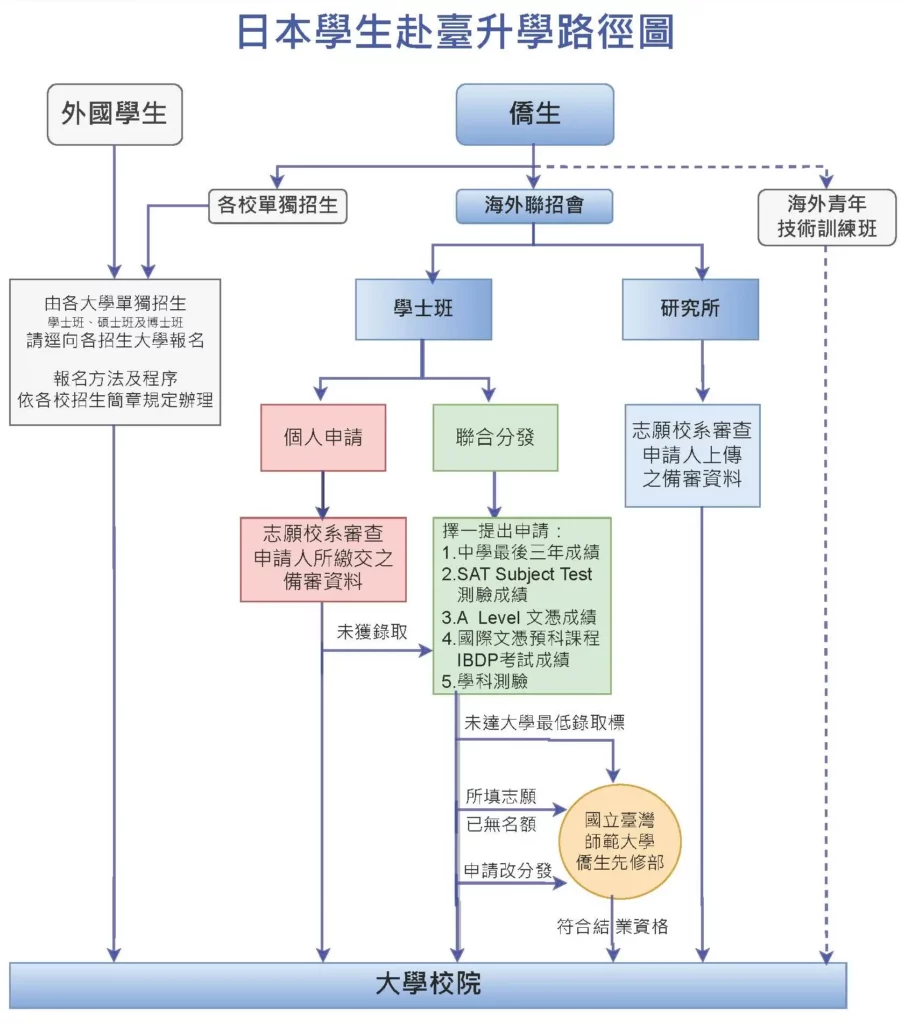 日本學生赴臺升學路徑圖
外國學生
僑生
各校單獨招生
海外聯招會
海外青年
技術訓練班
由各大學單獨招生
學士班、碩士班及博士班
請逕向各招生大學報名
報名方法及程序
依各校招生簡章規定辦理
學士班
研究所
個人申請
聯合分發
志願校系審查
申請人上傳
之備審資料
志願校系審查
申請人所繳交之
備審資料
擇一提出申請：
1.中學最後三年成績
2.SAT Subject Test
測驗成績
3.A Level 文憑成績
4.國際文憑預科課程
IBDP考試成績
5.學科測驗
未獲錄取
未達大學最低錄取標
所填志願
已無名額
申請改分發
國立臺灣
師範大學
僑生先修部
符合結業資格
大學校院